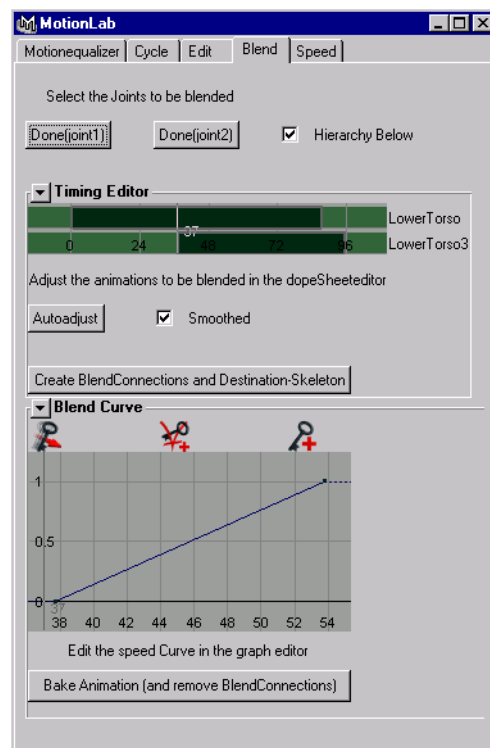 MotionLab
Motionequalizer Cycle Edit Blend Speed
Select the Joints to be blended
Done(joint1) Done(joint2) Hierarchy Below
Timing Editor
LowerTorso
37
0 24 48 72 96 LowerTorso3
Adjust the animations to be blended in the dopeSheeteditor
Autoadjust Smoothed
Create BlendConnections and Destination-Skeleton
Blend Curve
1
0.5
0
37
38 40 42 44 46 48 50 52 54
Edit the speed Curve in the graph editor
Bake Animation (and remove BlendConnections)